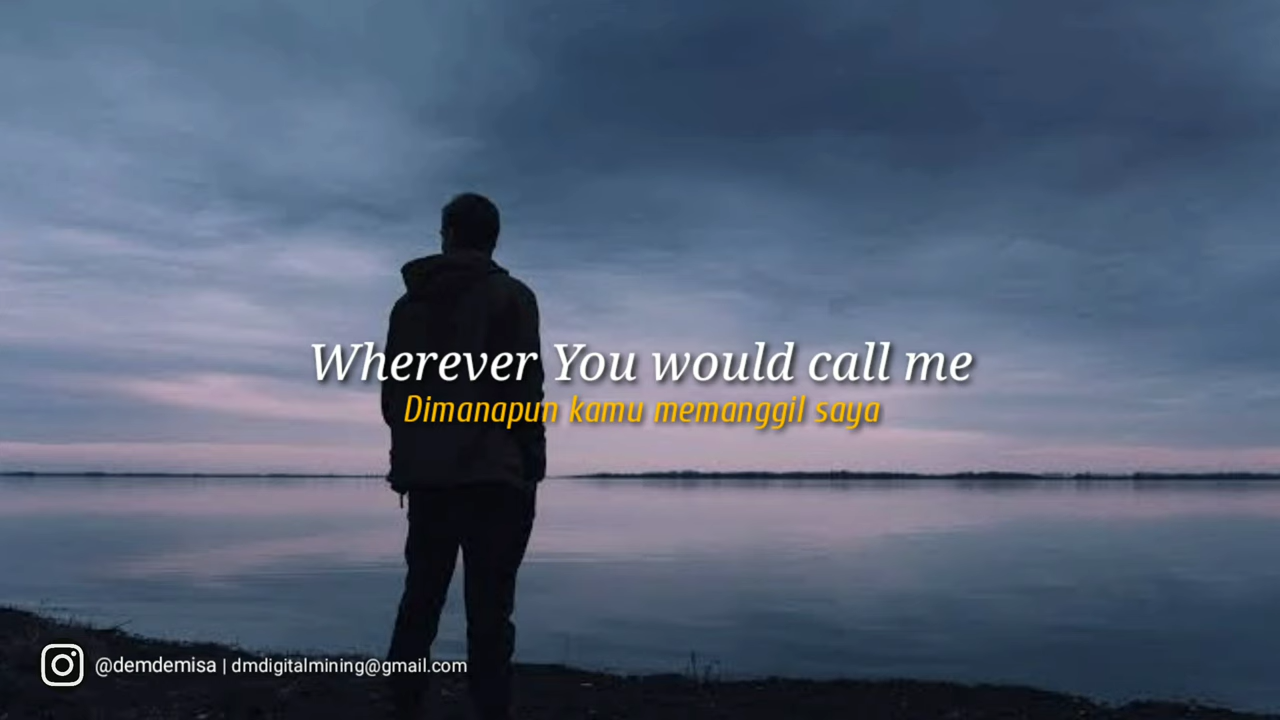 Wherever You would call me
Dimanapun kamu memanggil saya
@demdemisa | dmdigitalmining@gmail.com